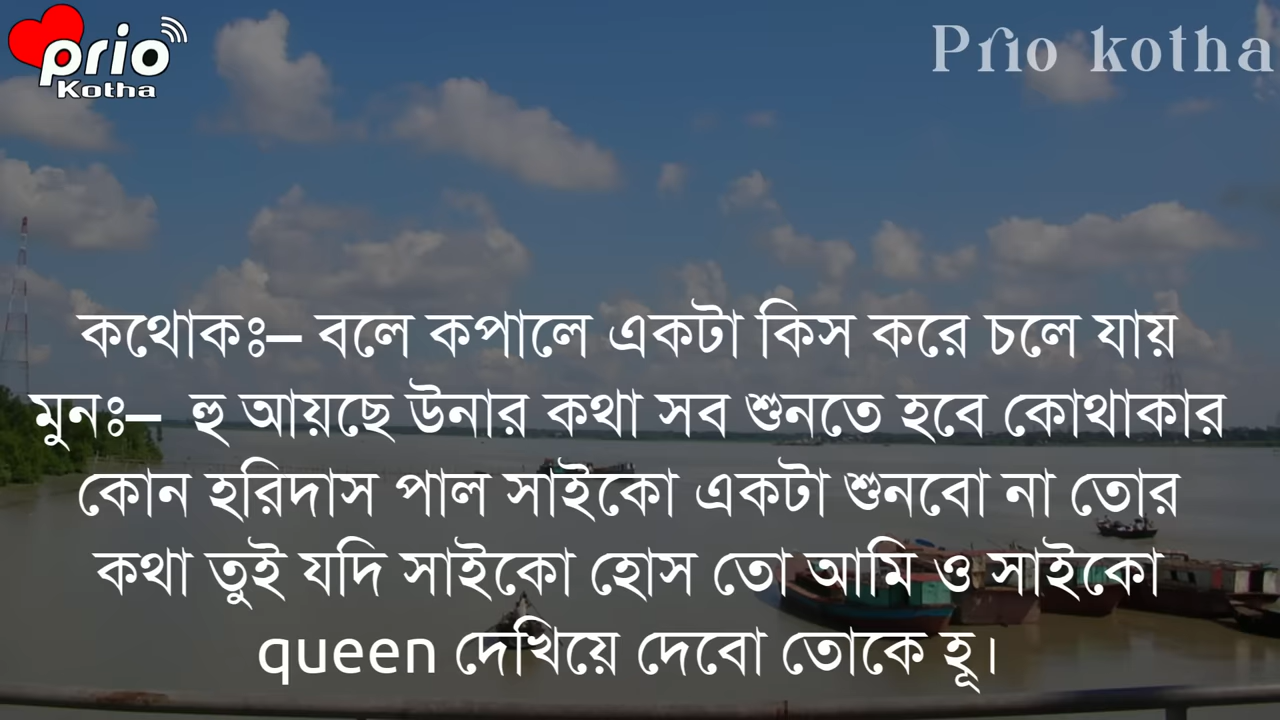 prio
Kotha
Prio kotha
কথোকঃ– বলে কপালে একটা কিস করে চলে যায়
মুনঃ– হু আয়ছে উনার কথা সব শুনতে হবে কোথাকার
কোন হরিদাস পাল সাইকো একটা শুনবো না তোর
কথা তুই যদি সাইকো হোস তো আমি ও সাইকো
queen দেখিয়ে দেবো তোকে হূ।